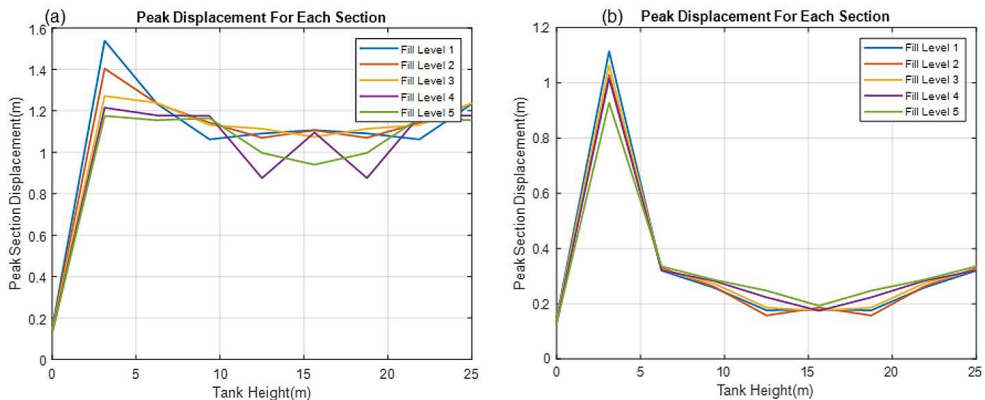 (a)
Peak Displacement For Each Section
1.6
1.4
1.2
1
0.8
0.6
0.4
0.2
0
Peak Section Displacement(m)
Fill Level 1
Fill Level 2
Fill Level 3
Fill Level 4
Fill Level 5
0 5 10 15 20 25
Tank Height(m)
(b)
Peak Displacement For Each Section
1.2
1
0.8
0.6
0.4
0.2
0
Peak Section Displacement(m)
Fill Level 1
Fill Level 2
Fill Level 3
Fill Level 4
Fill Level 5
0 5 10 15 20 25
Tank Height(m)